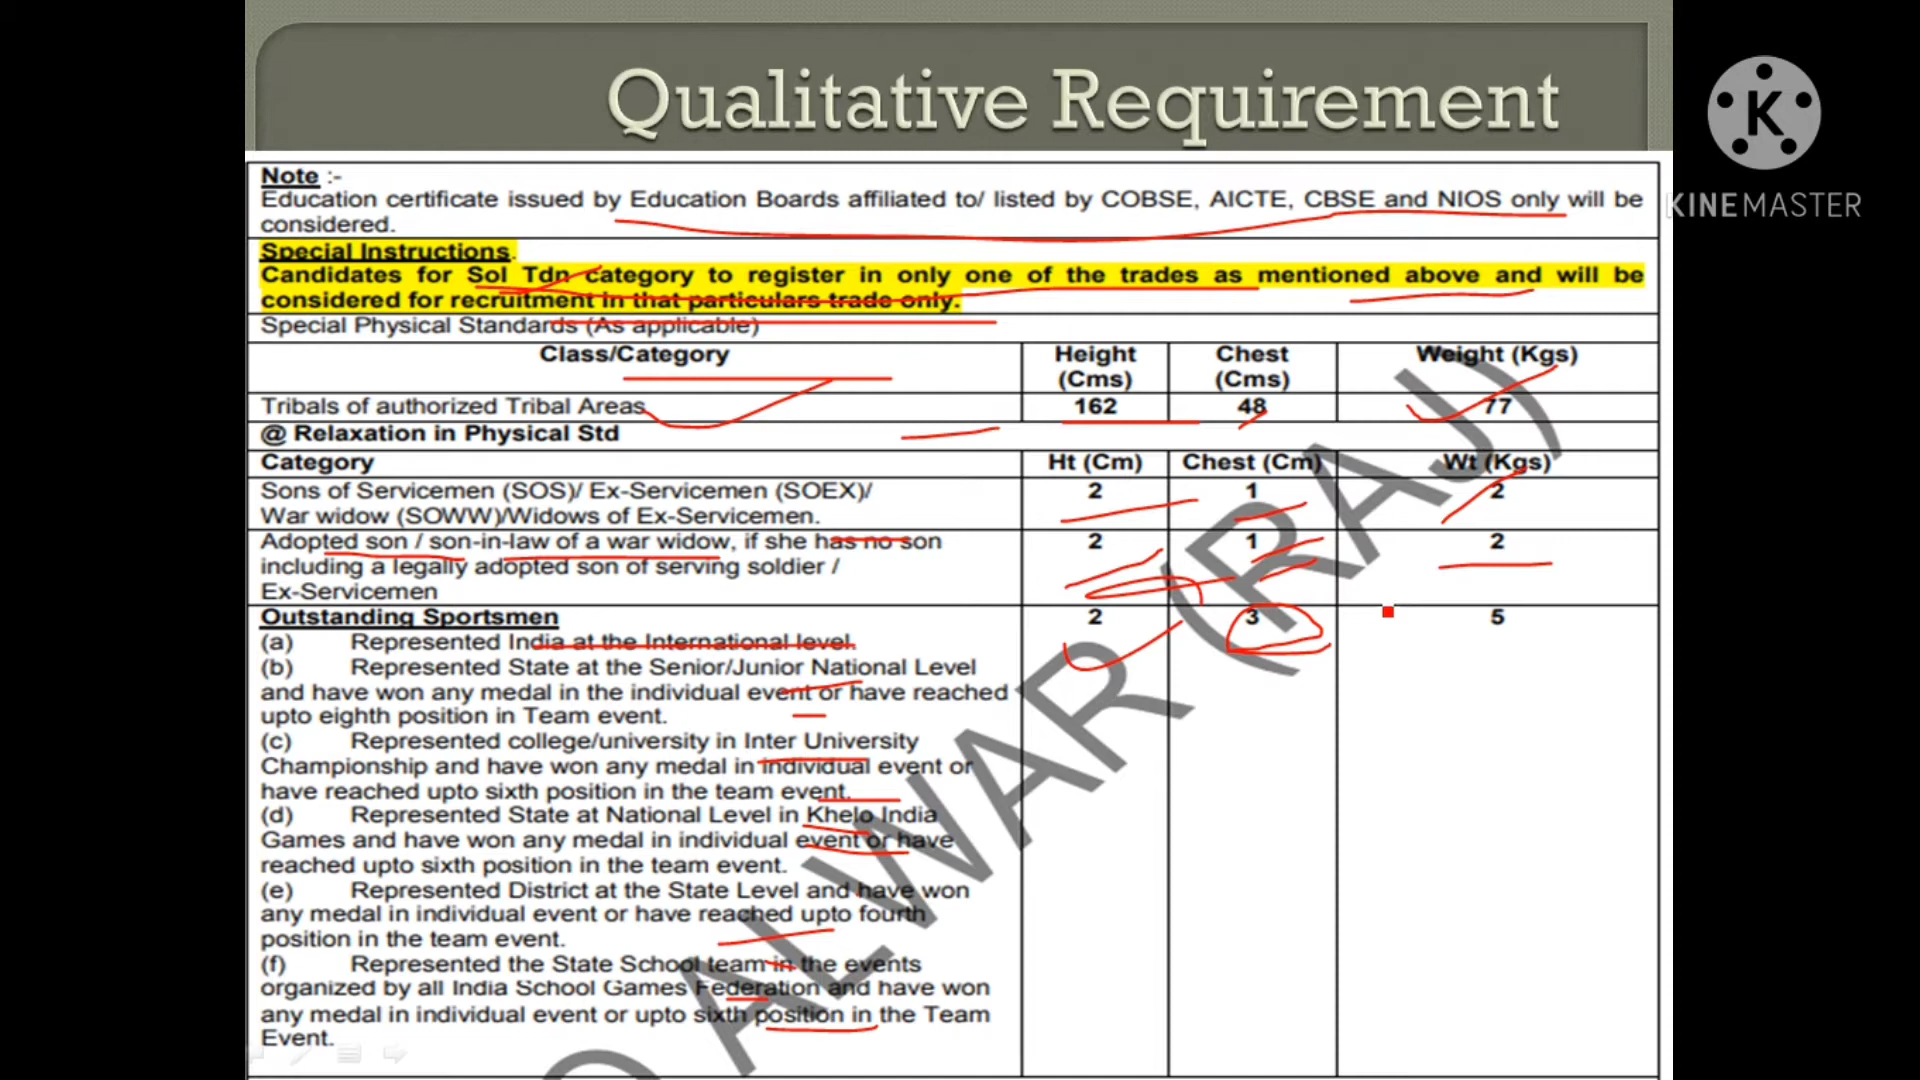 Qualitative Requirement
K
KINEMASTER
Note :-
Education certificate issued by Education Boards affiliated to/ listed by COBSE, AICTE, CBSE and NIOS only will be
considered.
Special Instructions.
Candidates for Sol Tdn category to register in only one of the trades as mentioned above and will be
considered for recruitment in that particulars trade only.
Special Physical Standards (As applicable)
Class/Category Height (Cms) Chest (Cms) Weight (Kgs)
Tribals of authorized Tribal Areas 162 48 77
@ Relaxation in Physical Std
Category Ht (Cm) Chest (Cm) Wt (Kgs)
Sons of Servicemen (SOS)/ Ex-Servicemen (SOEX)/ 2 1 2
War widow (SOWW)/Widows of Ex-Servicemen.
Adopted son / son-in-law of a war widow, if she has no son 2 1 2
including a legally adopted son of serving soldier /
Ex-Servicemen
Outstanding Sportsmen 2 3 5
(a) Represented India at the International level.
(b) Represented State at the Senior/Junior National Level
and have won any medal in the individual event or have reached
upto eighth position in Team event.
(c) Represented college/university in Inter University
Championship and have won any medal in individual event or
have reached upto sixth position in the team event.
(d) Represented State at National Level in Khelo India
Games and have won any medal in individual event or have
reached upto sixth position in the team event.
(e) Represented District at the State Level and have won
any medal in individual event or have reached upto fourth
position in the team event.
(f) Represented the State School team in the events
organized by all India School Games Federation and have won
any medal in individual event or upto sixth position in the Team
Event.
ALWAR (RAJ)